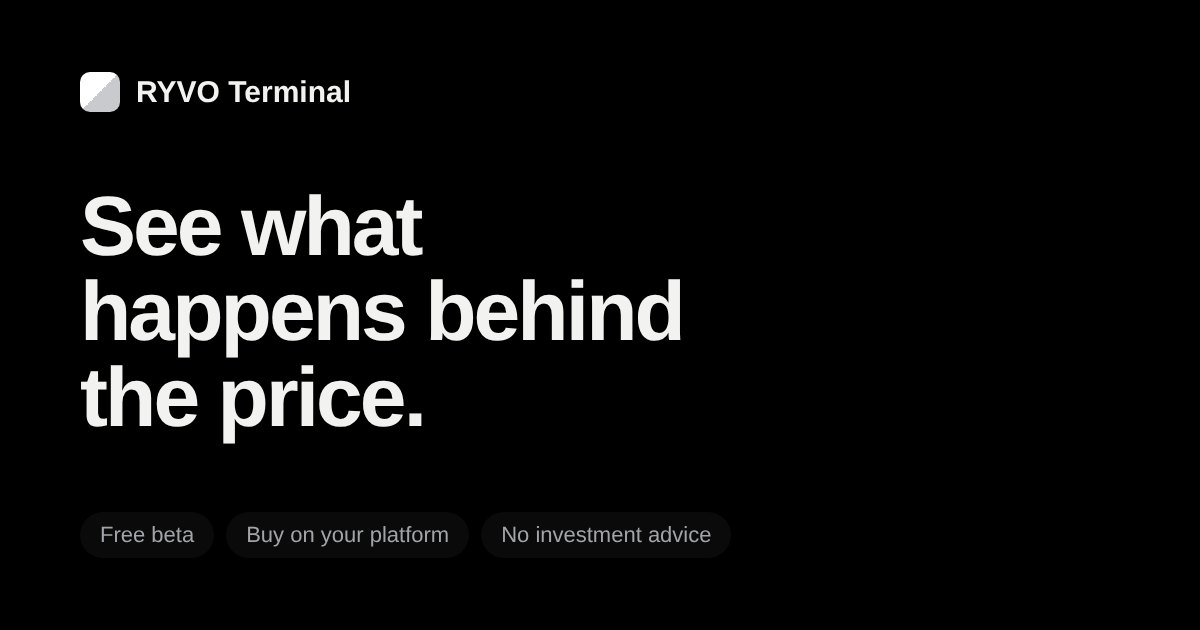 RYVO Terminal
See what
happens behind
the price.
Free beta
Buy on your platform
No investment advice